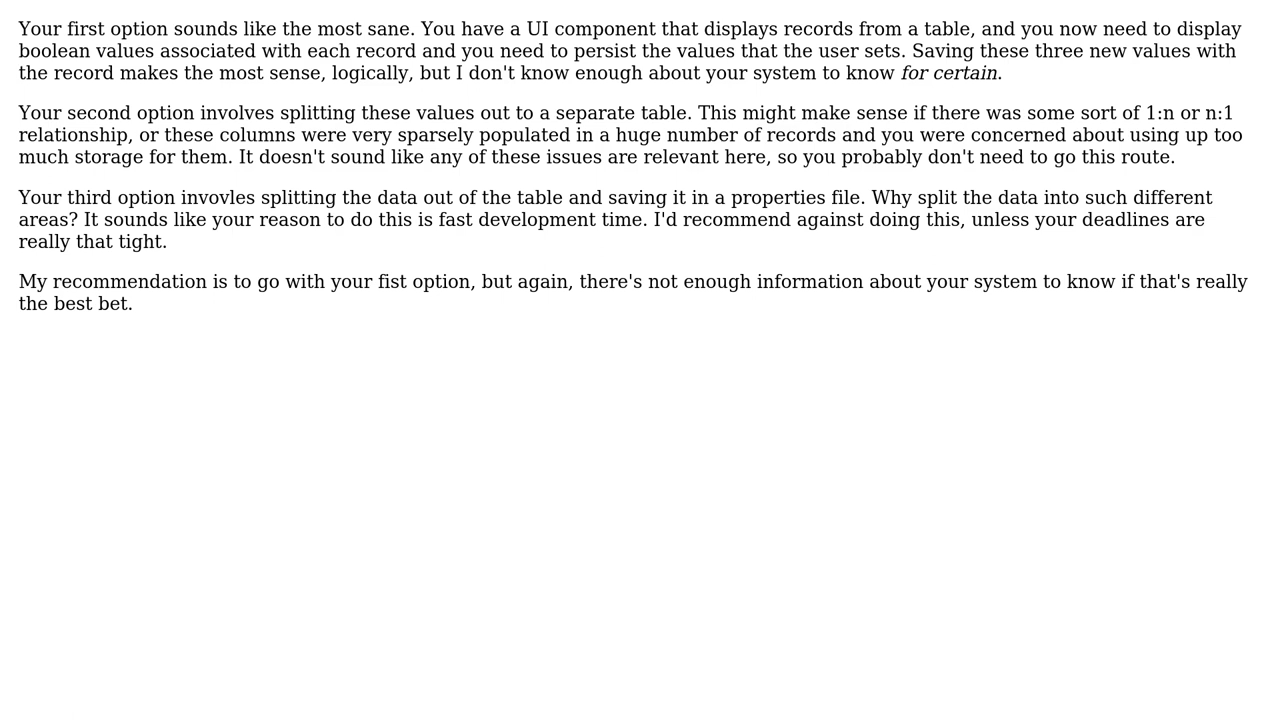 Your first option sounds like the most sane. You have a UI component that displays records from a table, and you now need to display
boolean values associated with each record and you need to persist the values that the user sets. Saving these three new values with
the record makes the most sense, logically, but I don't know enough about your system to know for certain.
Your second option involves splitting these values out to a separate table. This might make sense if there was some sort of 1:n or n:1
relationship, or these columns were very sparsely populated in a huge number of records and you were concerned about using up too
much storage for them. It doesn't sound like any of these issues are relevant here, so you probably don't need to go this route.
Your third option invovles splitting the data out of the table and saving it in a properties file. Why split the data into such different
areas? It sounds like your reason to do this is fast development time. I'd recommend against doing this, unless your deadlines are
really that tight.
My recommendation is to go with your fist option, but again, there's not enough information about your system to know if that's really
the best bet.